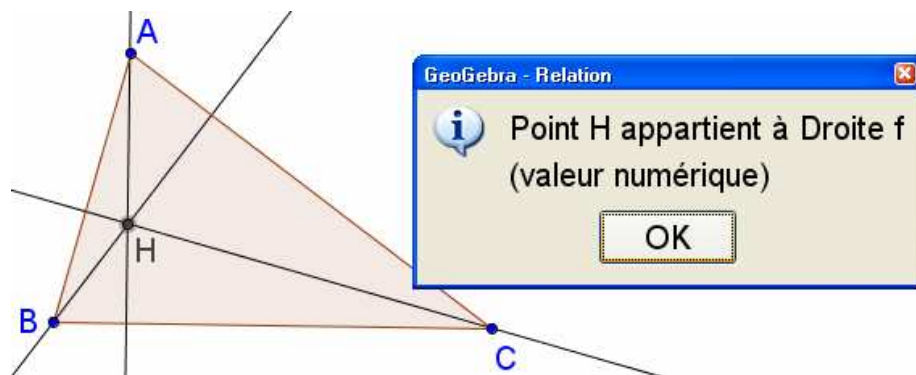 A
GeoGebra - Relation
Point H appartient à Droite f
(valeur numérique)
OK
H
B
C